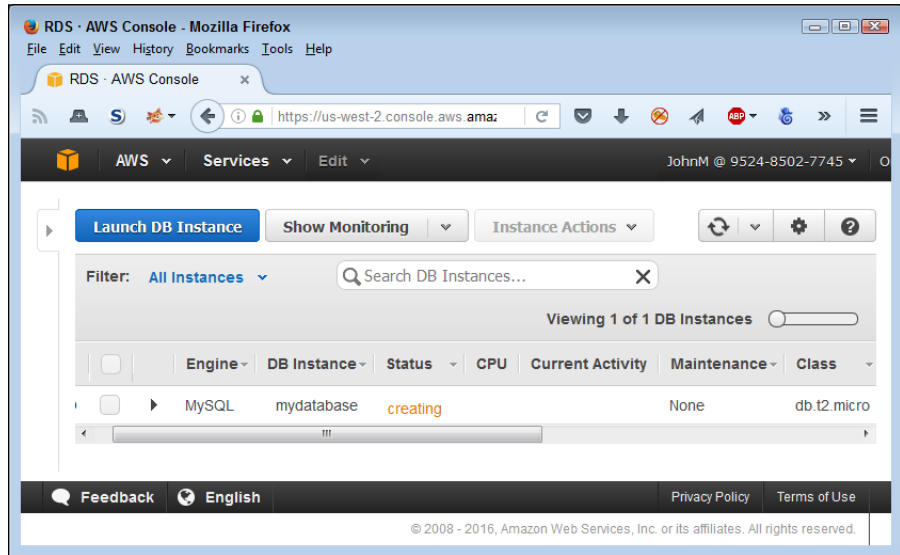 RDS · AWS Console - Mozilla Firefox
File Edit View History Bookmarks Tools Help
RDS · AWS Console
https://us-west-2.console.aws.amaz
ABP
AWS Services Edit JohnM @ 9524-8502-7745
Launch DB Instance Show Monitoring Instance Actions
Filter: All Instances Search DB Instances...
Viewing 1 of 1 DB Instances
Engine DB Instance Status CPU Current Activity Maintenance Class
MySQL mydatabase creating None db.t2.micro
Feedback English Privacy Policy Terms of Use
© 2008 - 2016, Amazon Web Services, Inc. or its affiliates. All rights reserved.